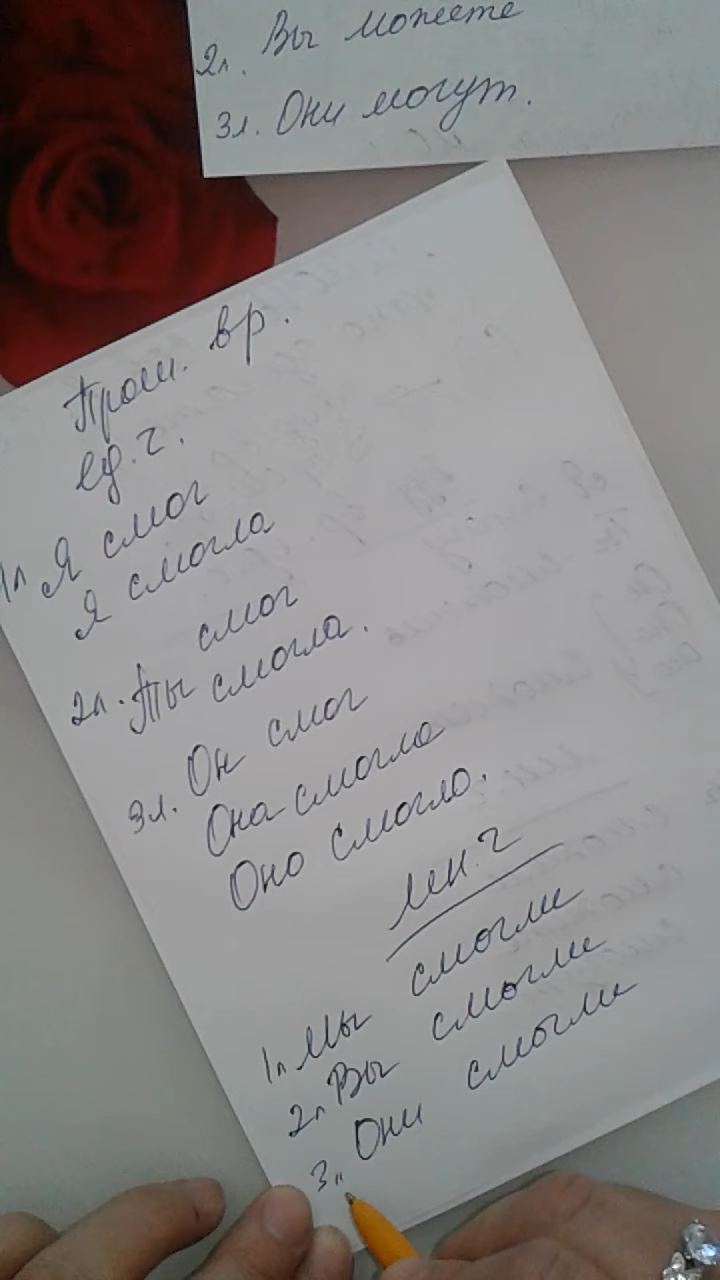 2л. Вы можете
3л. Они могут.
Прош. вр.
ед. ч.
1л Я смог
Я смогла
смог
2л. Ты смогла.
3л. Он смог
Она смогла
Оно смогло.
мн. ч
1л Мы смогли
2л Вы смогли
3л Они смогли